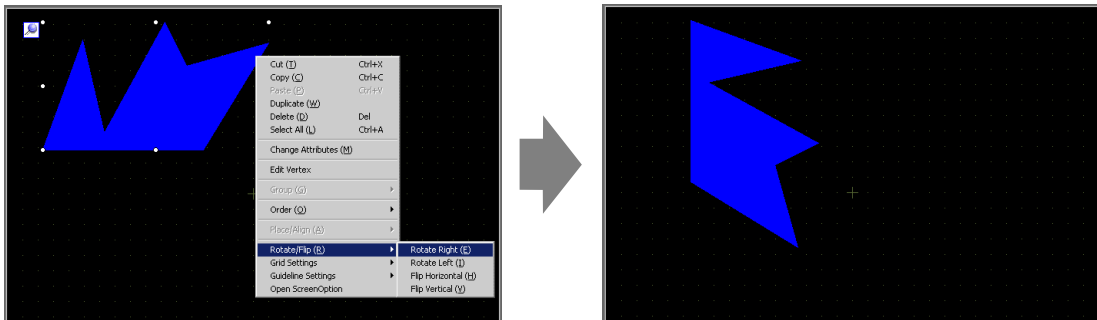 Cut (T) Ctrl+X
Copy (C) Ctrl+C
Paste (P) Ctrl+V
Duplicate (W)
Delete (D) Del
Select All (L) Ctrl+A
Change Attributes (M)
Edit Vertex
Group (G)
Order (O)
Place/Align (A)
Rotate/Flip (R)
Rotate Right (E)
Grid Settings
Rotate Left (I)
Guideline Settings
Flip Horizontal (H)
Open ScreenOption
Flip Vertical (V)